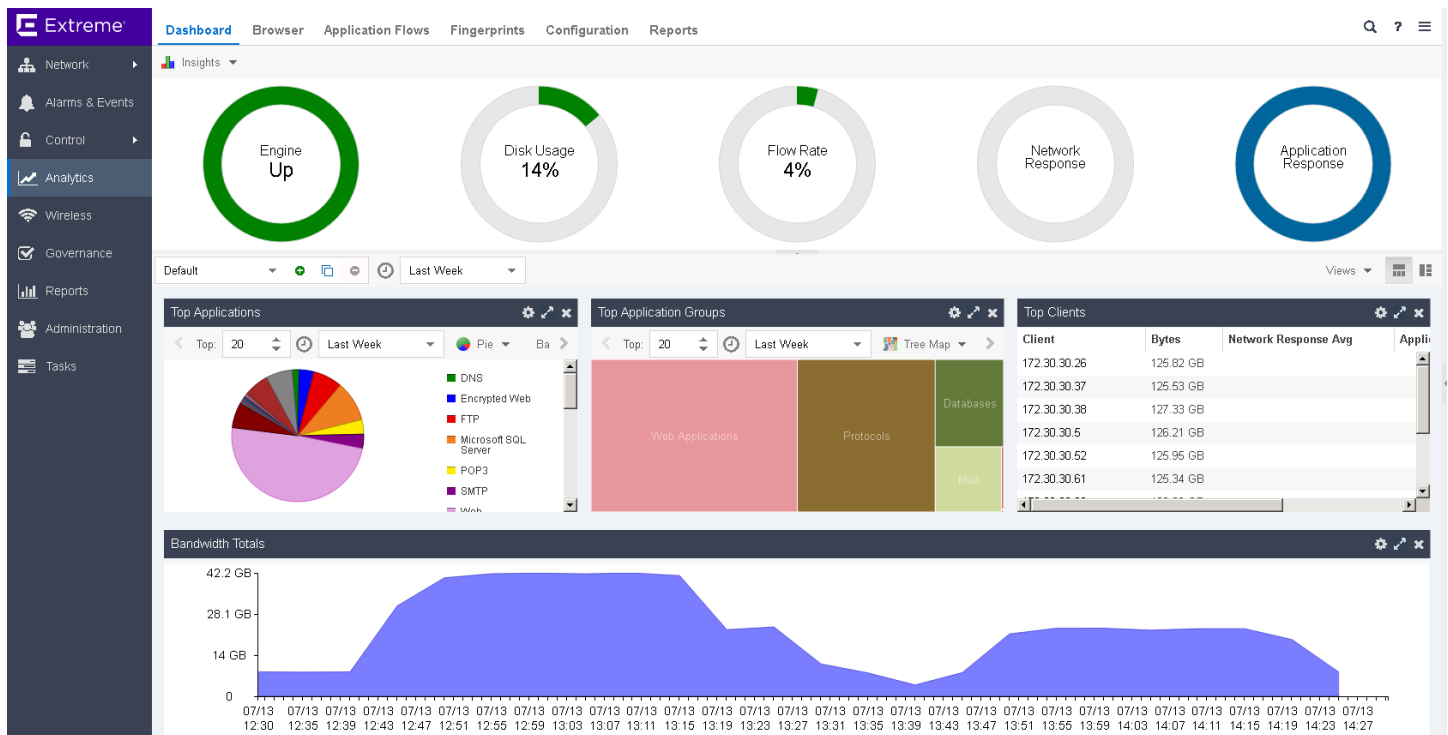 Extreme
Dashboard Browser Application Flows Fingerprints Configuration Reports ?
Network
Alarms & Events
Control
Analytics
Wireless
Governance
Reports
Administration
Tasks
Insights
Engine
Up
Disk Usage
14%
Flow Rate
4%
Network
Response
Application
Response
Default Last Week Views
Top Applications
Top: 20 Last Week Pie Ba
DNS
Encrypted Web
FTP
Microsoft SQL
Server
POP3
SMTP
Web
Top Application Groups
Top: 20 Last Week Tree Map
Web Applications
Protocols
Databases
Mail
Top Clients
Client Bytes Network Response Avg Appli
172.30.30.26 125.82 GB
172.30.30.37 125.53 GB
172.30.30.38 127.33 GB
172.30.30.5 126.21 GB
172.30.30.52 125.95 GB
172.30.30.61 125.34 GB
Bandwidth Totals
42.2 GB
28.1 GB
14 GB
0
07/13 07/13 07/13 07/13 07/13 07/13 07/13 07/13 07/13 07/13 07/13 07/13 07/13 07/13 07/13 07/13 07/13 07/13 07/13 07/13 07/13 07/13 07/13 07/13 07/13
12:30 12:35 12:39 12:43 12:47 12:51 12:55 12:59 13:03 13:07 13:11 13:15 13:19 13:23 13:27 13:31 13:35 13:39 13:43 13:47 13:51 13:55 13:59 14:03 14:07 14:11 14:15 14:19 14:23 14:27